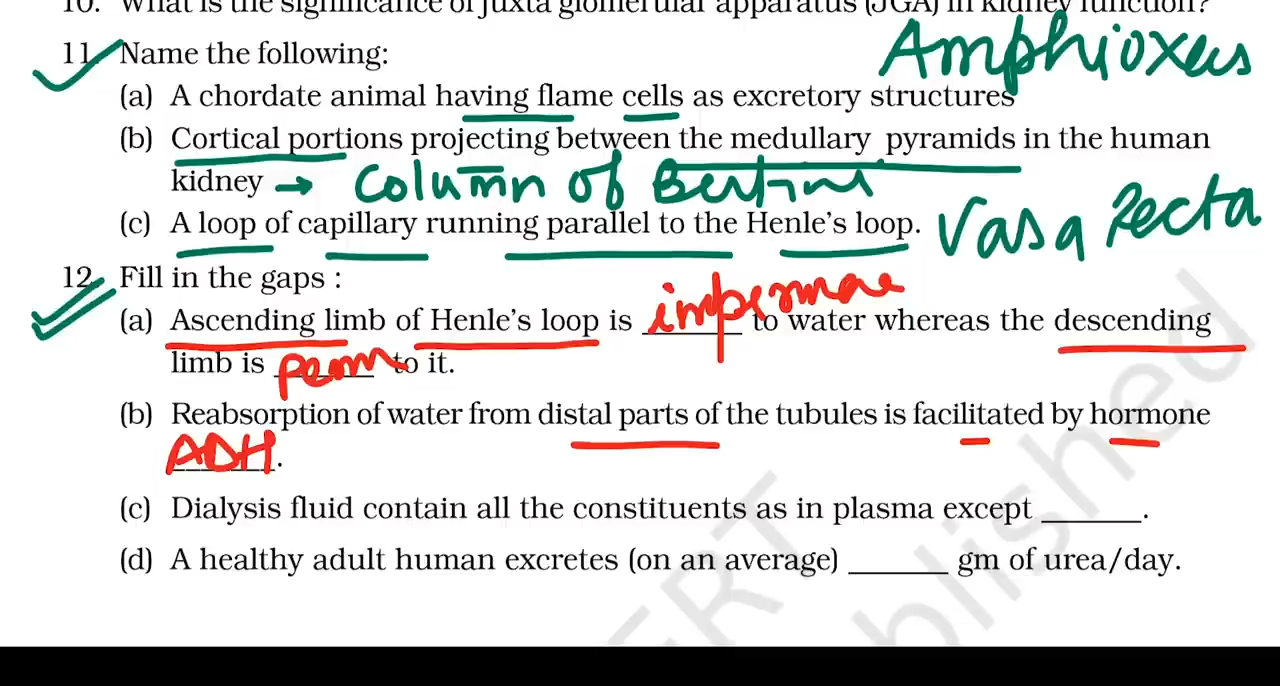 10. What is the significance of juxta glomerular apparatus (JGA) in kidney function?
11. Name the following:
Amphioxus
(a) A chordate animal having flame cells as excretory structures
(b) Cortical portions projecting between the medullary pyramids in the human
kidney → Column of Bertini
(c) A loop of capillary running parallel to the Henle's loop. Vasa Recta
12. Fill in the gaps :
(a) Ascending limb of Henle's loop is impermae to water whereas the descending
limb is perm to it.
(b) Reabsorption of water from distal parts of the tubules is facilitated by hormone
ADH.
(c) Dialysis fluid contain all the constituents as in plasma except ______.
(d) A healthy adult human excretes (on an average) ______ gm of urea/day.